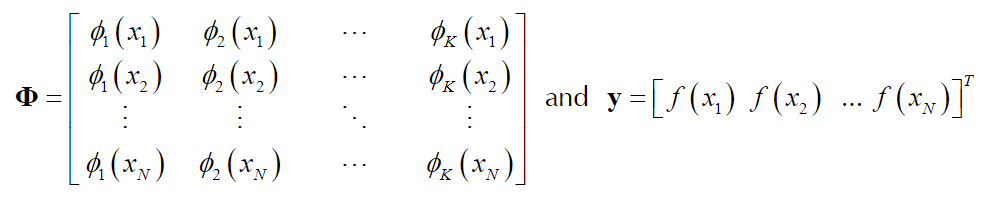 Φ = [ ϕ₁(x₁) ϕ₂(x₁) ⋯ ϕ_K(x₁)
ϕ₁(x₂) ϕ₂(x₂) ⋯ ϕ_K(x₂)
⋮ ⋮ ⋱ ⋮
ϕ₁(x_N) ϕ₂(x_N) ⋯ ϕ_K(x_N) ] and y = [f(x₁) f(x₂) ... f(x_N)]ᵀ